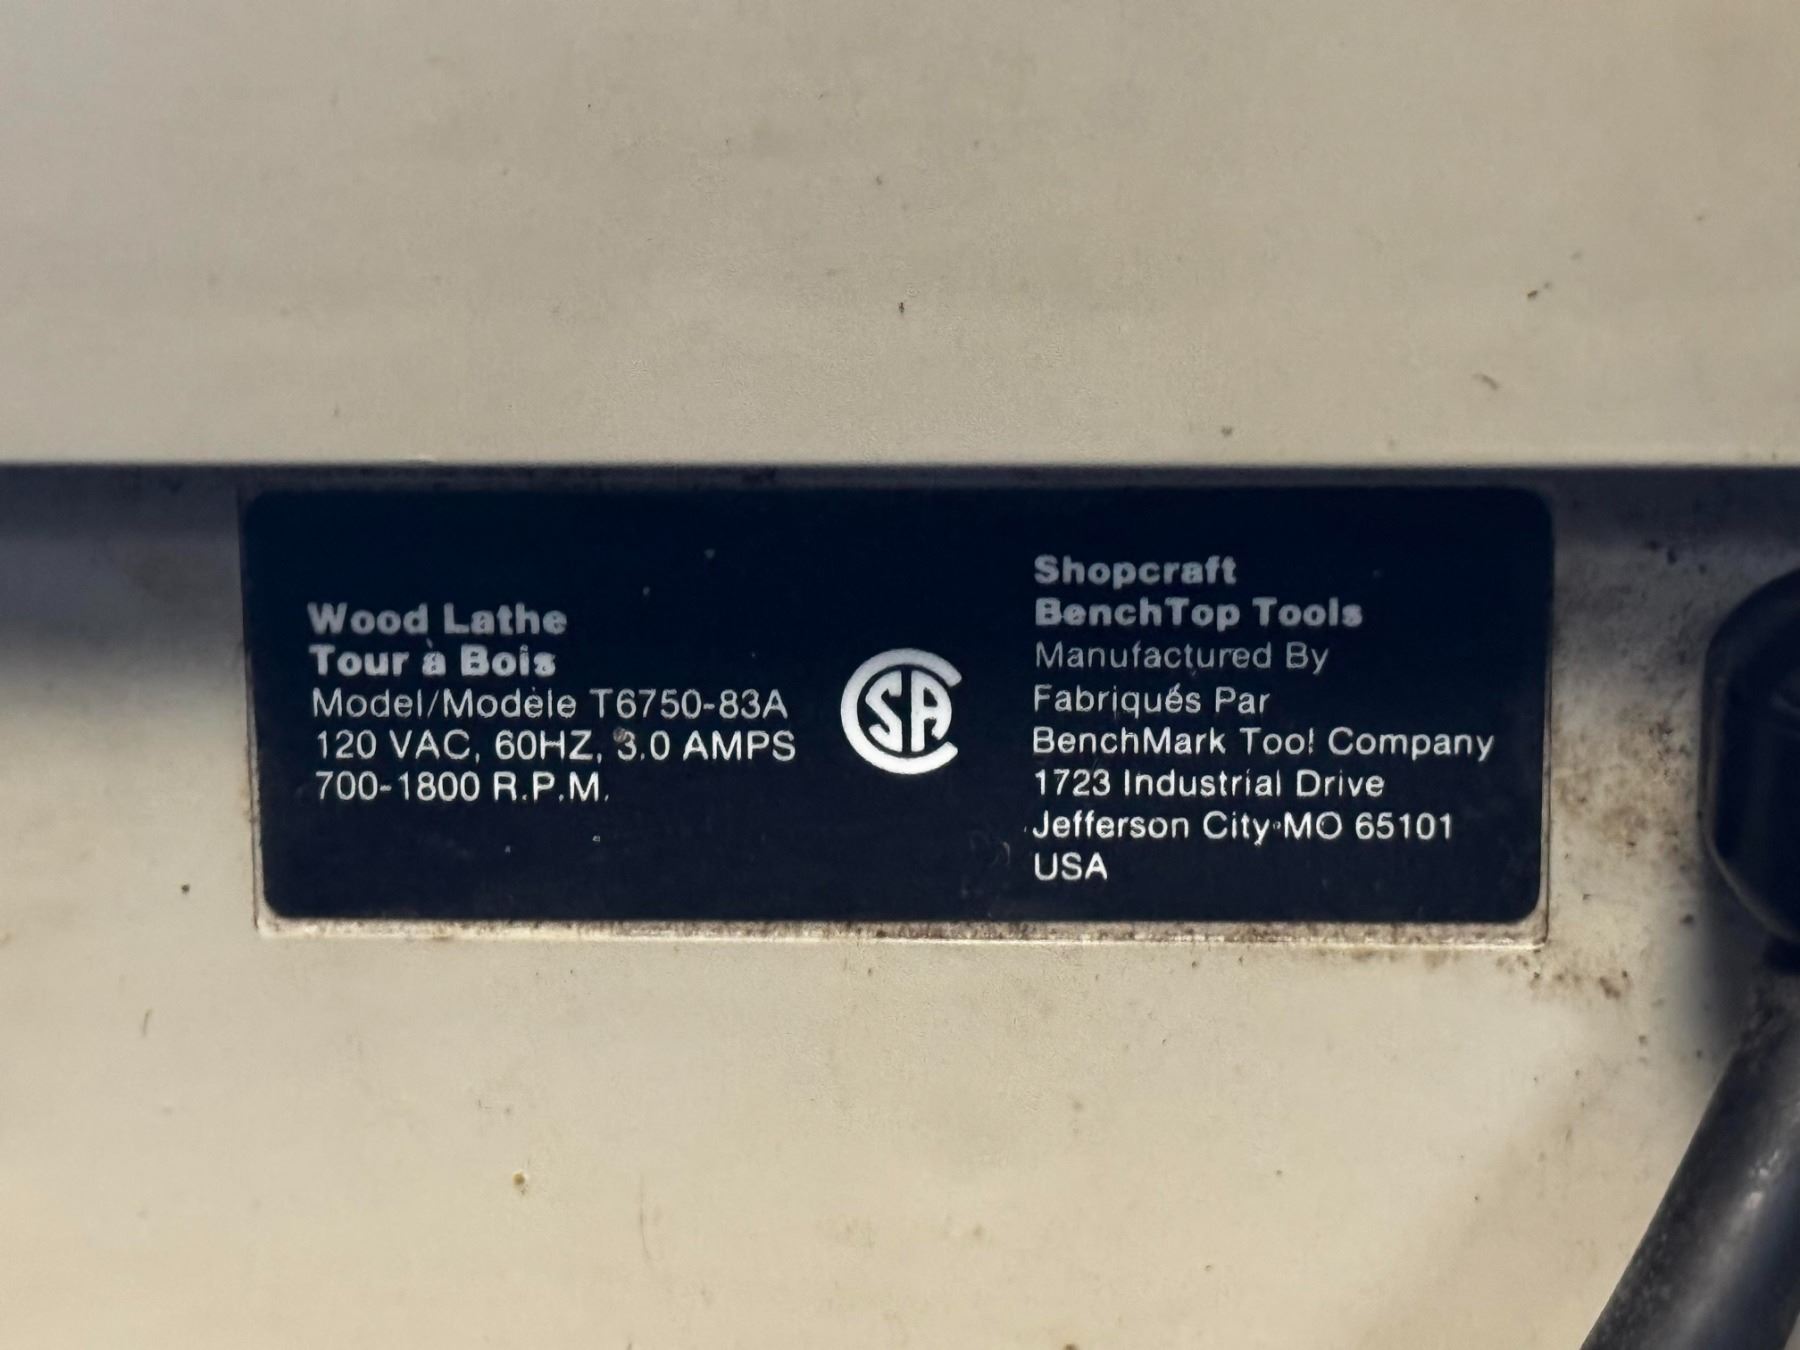 Wood Lathe
Tour à Bois
Model/Modèle T6750-83A
120 VAC, 60HZ, 3.0 AMPS
700-1800 R.P.M.
SA
Shopcraft
BenchTop Tools
Manufactured By
Fabriqués Par
BenchMark Tool Company
1723 Industrial Drive
Jefferson City MO 65101
USA